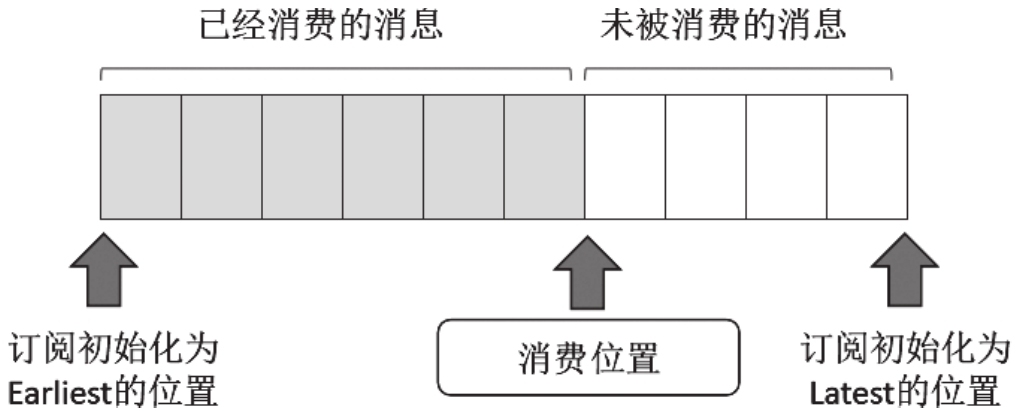 已经消费的消息
未被消费的消息
订阅初始化为
Earliest的位置
消费位置
订阅初始化为
Latest的位置